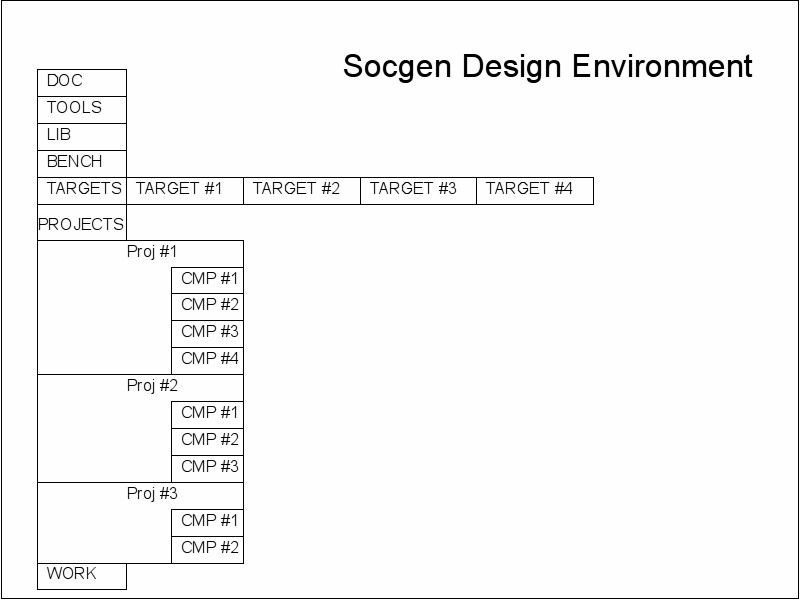 Socgen Design Environment
DOC
TOOLS
LIB
BENCH
TARGETS TARGET #1 TARGET #2 TARGET #3 TARGET #4
PROJECTS
Proj #1
CMP #1
CMP #2
CMP #3
CMP #4
Proj #2
CMP #1
CMP #2
CMP #3
Proj #3
CMP #1
CMP #2
WORK